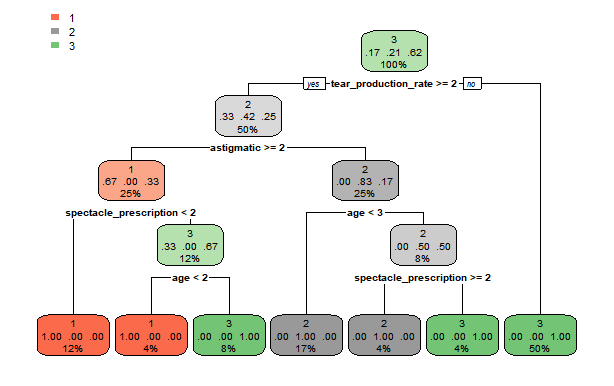 1
2
3
3
.17 .21 .62
100%
yes tear_production_rate >= 2 no
2
.33 .42 .25
50%
astigmatic >= 2
1
.67 .00 .33
25%
2
.00 .83 .17
25%
spectacle_prescription < 2
age < 3
3
.33 .00 .67
12%
2
.00 .50 .50
8%
age < 2
spectacle_prescription >= 2
1
1.00 .00 .00
12%
1
1.00 .00 .00
4%
3
.00 .00 1.00
8%
2
.00 1.00 .00
17%
2
.00 1.00 .00
4%
3
.00 .00 1.00
4%
3
.00 .00 1.00
50%